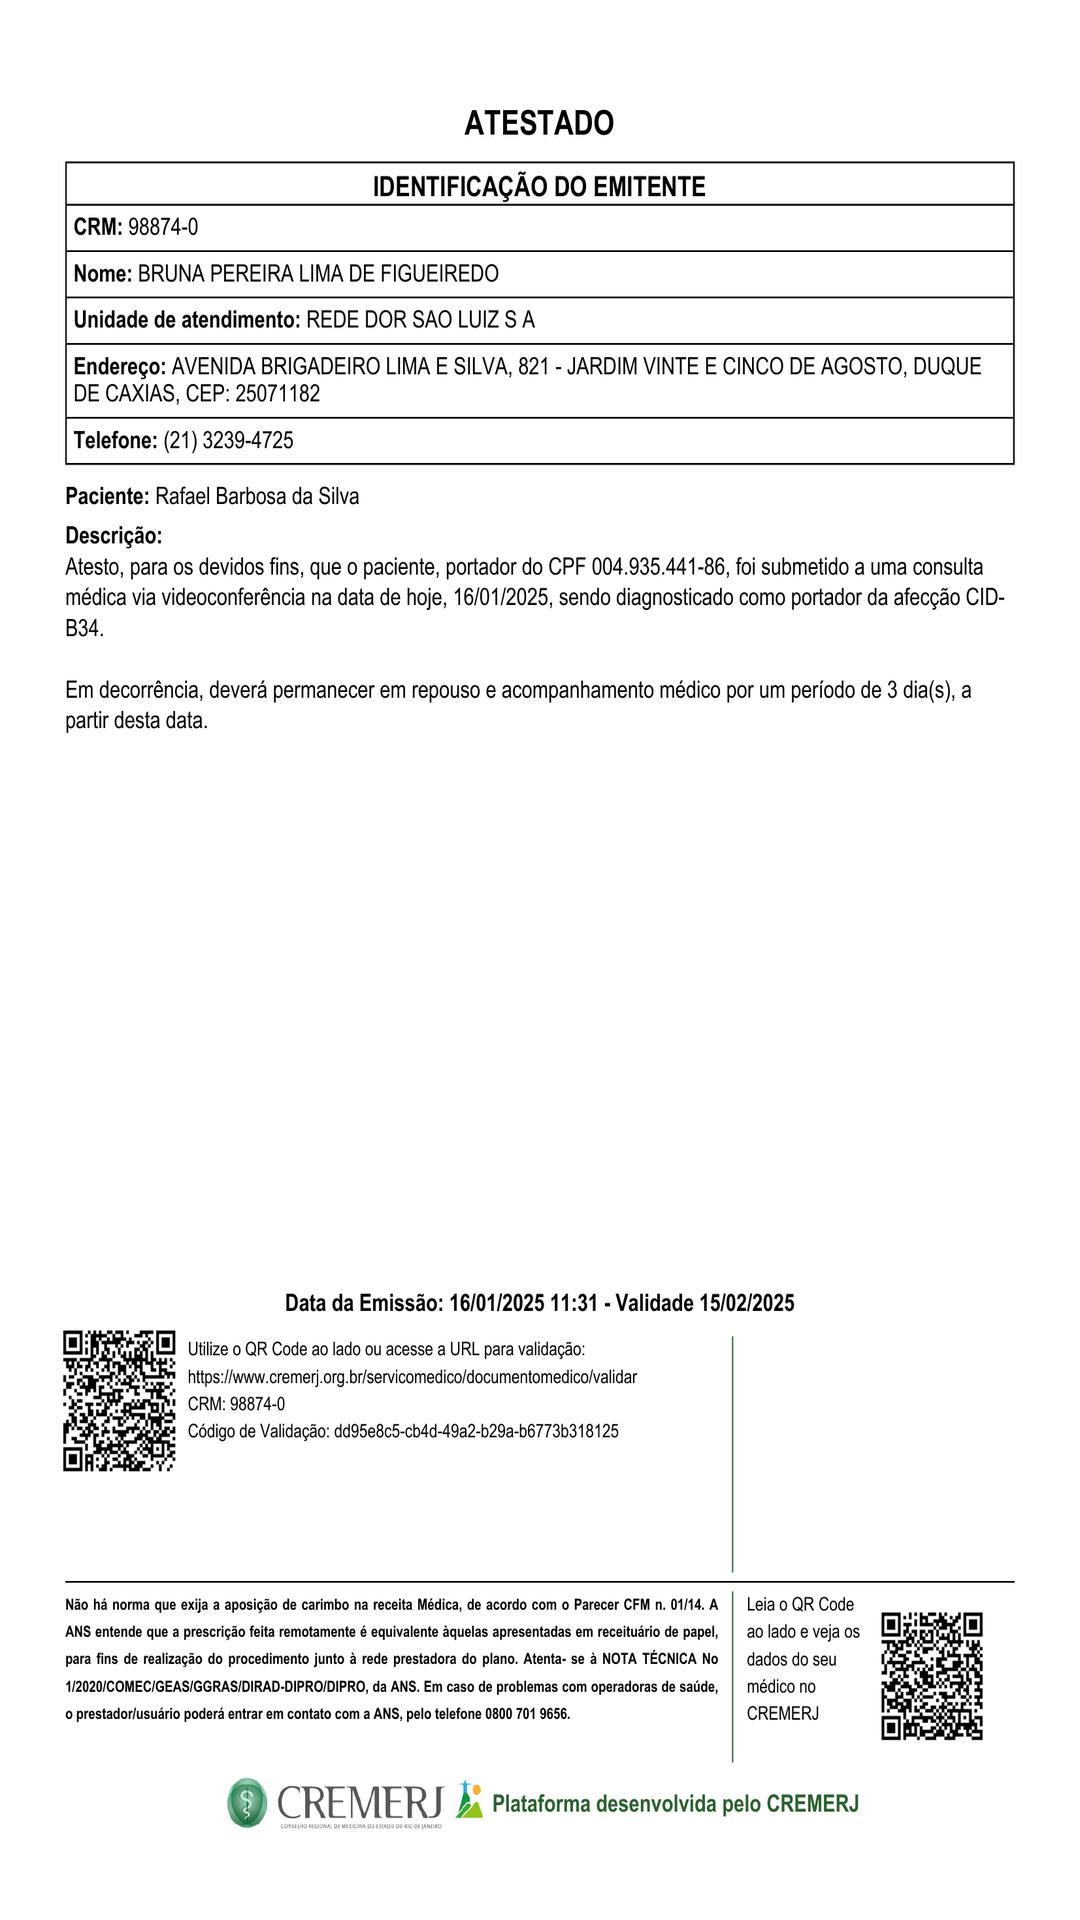 ATESTADO
IDENTIFICAÇÃO DO EMITENTE
CRM: 98874-0
Nome: BRUNA PEREIRA LIMA DE FIGUEIREDO
Unidade de atendimento: REDE DOR SAO LUIZ S A
Endereço: AVENIDA BRIGADEIRO LIMA E SILVA, 821 - JARDIM VINTE E CINCO DE AGOSTO, DUQUE
DE CAXIAS, CEP: 25071182
Telefone: (21) 3239-4725
Paciente: Rafael Barbosa da Silva
Descrição:
Atesto, para os devidos fins, que o paciente, portador do CPF 004.935.441-86, foi submetido a uma consulta
médica via videoconferência na data de hoje, 16/01/2025, sendo diagnosticado como portador da afecção CID-
B34.
Em decorrência, deverá permanecer em repouso e acompanhamento médico por um período de 3 dia(s), a
partir desta data.
Data da Emissão: 16/01/2025 11:31 - Validade 15/02/2025
Utilize o QR Code ao lado ou acesse a URL para validação:
https://www.cremerj.org.br/servicomedico/documentomedico/validar
CRM: 98874-0
Código de Validação: dd95e8c5-cb4d-49a2-b29a-b6773b318125
Não há norma que exija a aposição de carimbo na receita Médica, de acordo com o Parecer CFM n. 01/14. A
ANS entende que a prescrição feita remotamente é equivalente àquelas apresentadas em receituário de papel,
para fins de realização do procedimento junto à rede prestadora do plano. Atenta- se à NOTA TÉCNICA No
1/2020/COMEC/GEAS/GGRAS/DIRAD-DIPRO/DIPRO, da ANS. Em caso de problemas com operadoras de saúde,
o prestador/usuário poderá entrar em contato com a ANS, pelo telefone 0800 701 9656.
Leia o QR Code
ao lado e veja os
dados do seu
médico no
CREMERJ
CREMERJ
CONSELHO REGIONAL DE MEDICINA DO ESTADO DO RIO DE JANEIRO
Plataforma desenvolvida pelo CREMERJ